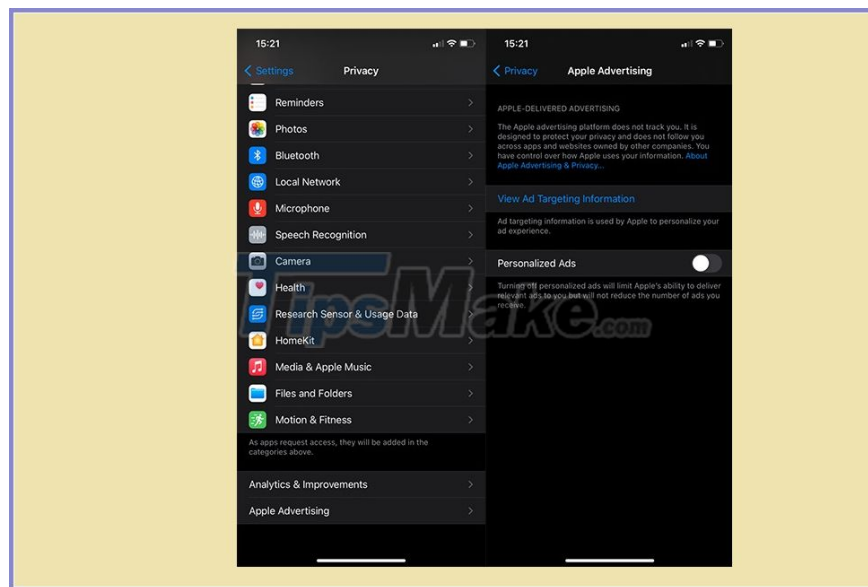 15:21
Settings
Privacy
Reminders
Photos
Bluetooth
Local Network
Microphone
Speech Recognition
Camera
Health
Research Sensor & Usage Data
HomeKit
Media & Apple Music
Files and Folders
Motion & Fitness
As apps request access, they will be added in the
categories above.
Analytics & Improvements
Apple Advertising
15:21
Privacy
Apple Advertising
APPLE-DELIVERED ADVERTISING
The Apple advertising platform does not track you. It is
designed to protect your privacy and does not follow you
across apps and websites owned by other companies. You
have control over how Apple uses your information. About
Apple Advertising & Privacy...
View Ad Targeting Information
Ad targeting information is used by Apple to personalize your
ad experience.
Personalized Ads
Turning off personalized ads will limit Apple's ability to deliver
relevant ads to you but will not reduce the number of ads you
receive.
TipsMake.com